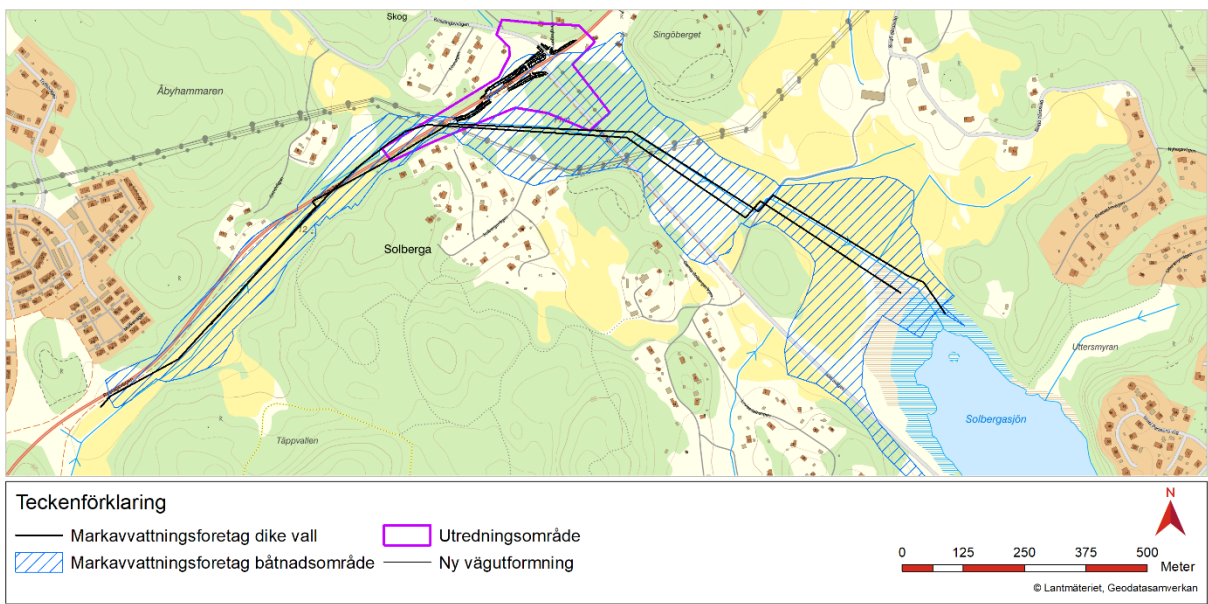 Skog
Singöberget
Åbyhammaren
Solberga
Uttersmyran
Solbergasjön
Täppvallen
Teckenförklaring
Markavvattningsforetag dike vall
Utredningsområde
Markavvattningsforetag båtnadsområde
Ny vägutformning
N
0 125 250 375 500
Meter
© Lantmäteriet, Geodatasamverkan